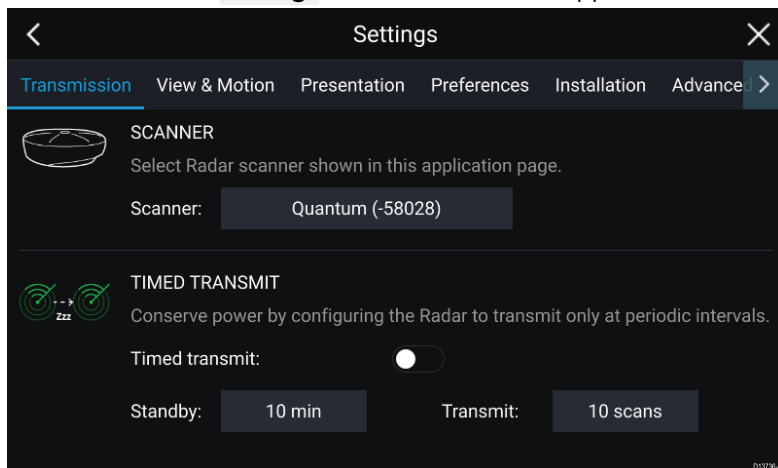 Settings
Transmission View & Motion Presentation Preferences Installation Advanced
SCANNER
Select Radar scanner shown in this application page.
Scanner: Quantum (-58028)
TIMED TRANSMIT
Zzz
Conserve power by configuring the Radar to transmit only at periodic intervals.
Timed transmit:
Standby: 10 min Transmit: 10 scans
D13736